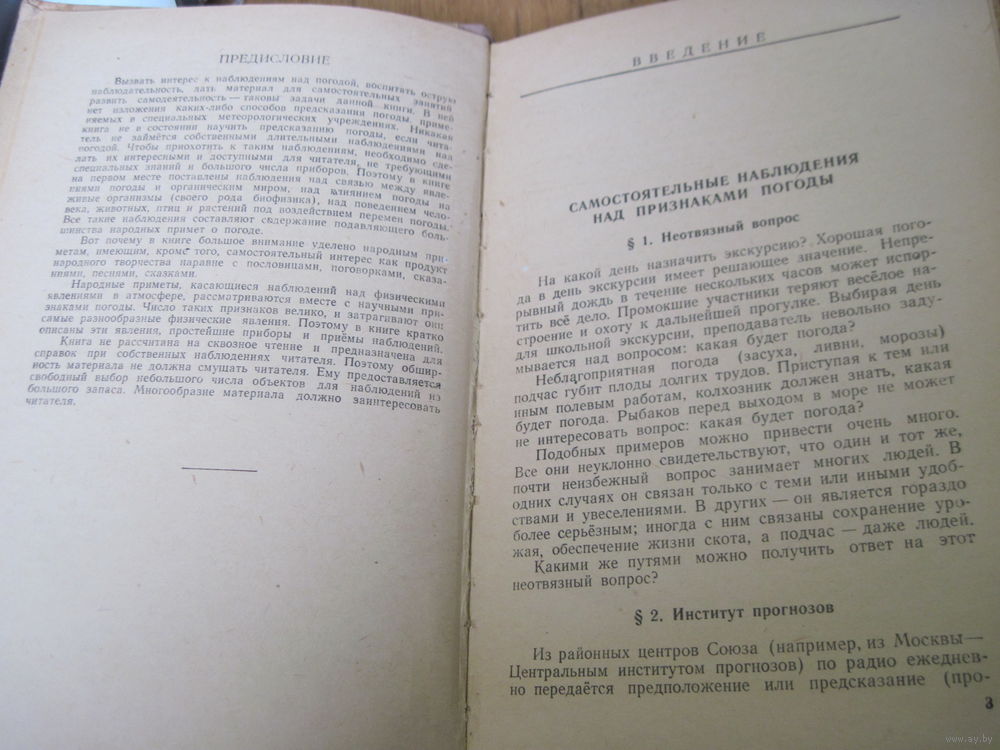 ПРЕДИСЛОВИЕ
Вызвать интерес к наблюдениям над погодой, воспитать острую
наблюдательность, дать материал для самостоятельных занятий
развить самодеятельность — таковы задачи данной книги. В ней
нет изложения каких-либо способов предсказания погоды, приме-
няемых в специальных метеорологических учреждениях. Никакая
книга не в состоянии научить предсказанию погоды, если чита-
тель не займётся собственными длительными наблюдениями над
погодой. Чтобы приохотить к таким наблюдениям, необходимо сде-
лать их интересными и доступными для читателя, не требующими
специальных знаний и большого числа приборов. Поэтому в книге
на первом месте поставлены наблюдения над связью между явле-
ниями погоды и органическим миром, над влиянием погоды на
живые организмы (своего рода биофизика), над поведением чело-
века, животных, птиц и растений под воздействием перемен погоды.
Все такие наблюдения составляют содержание подавляющего боль-
шинства народных примет о погоде.
Вот почему в книге большое внимание уделено народным при-
метам, имеющим, кроме того, самостоятельный интерес как продукт
народного творчества наравне с пословицами, поговорками, сказа-
ниями, песнями, сказками.
Народные приметы, касающиеся наблюдений над физическими
явлениями в атмосфере, рассматриваются вместе с научными при-
знаками погоды. Число таких признаков велико, и затрагивают они
самые разнообразные физические явления. Поэтому в книге кратко
описаны эти явления, простейшие приборы и приёмы наблюдений.
Книга не рассчитана на сквозное чтение и предназначена для
справок при собственных наблюдениях читателя. Поэтому обшир-
ность материала не должна смущать читателя. Ему предоставляется
свободный выбор небольшого числа объектов для наблюдений из
большого запаса. Многообразие материала должно заинтересовать
читателя.
ВВЕДЕНИЕ
САМОСТОЯТЕЛЬНЫЕ НАБЛЮДЕНИЯ
НАД ПРИЗНАКАМИ ПОГОДЫ
§ 1. Неотвязный вопрос
На какой день назначить экскурсию? Хорошая пого-
да в день экскурсии имеет решающее значение. Непре-
рывный дождь в течение нескольких часов может испор-
тить всё дело. Промокшие участники теряют весёлое на-
строение и охоту к дальнейшей прогулке. Выбирая день
для школьной экскурсии, преподаватель невольно заду-
мывается над вопросом: какая будет погода?
Неблагоприятная погода (засуха, ливни, морозы)
подчас губит плоды долгих трудов. Приступая к тем или
иным полевым работам, колхозник должен знать, какая
будет погода. Рыбаков перед выходом в море не может
не интересовать вопрос: какая будет погода?
Подобных примеров можно привести очень много.
Все они неуклонно свидетельствуют, что один и тот же,
почти неизбежный вопрос занимает многих людей. В
одних случаях он связан только с теми или иными удоб-
ствами и увеселениями. В других — он является гораздо
более серьёзным; иногда с ним связаны сохранение уро-
жая, обеспечение жизни скота, а подчас — даже людей.
Какими же путями можно получить ответ на этот
неотвязный вопрос?
§ 2. Институт прогнозов
Из районных центров Союза (например, из Москвы —
Центральным институтом прогнозов) по радио ежеднев-
но передаётся предположение или предсказание (про-
3
www.ay.by